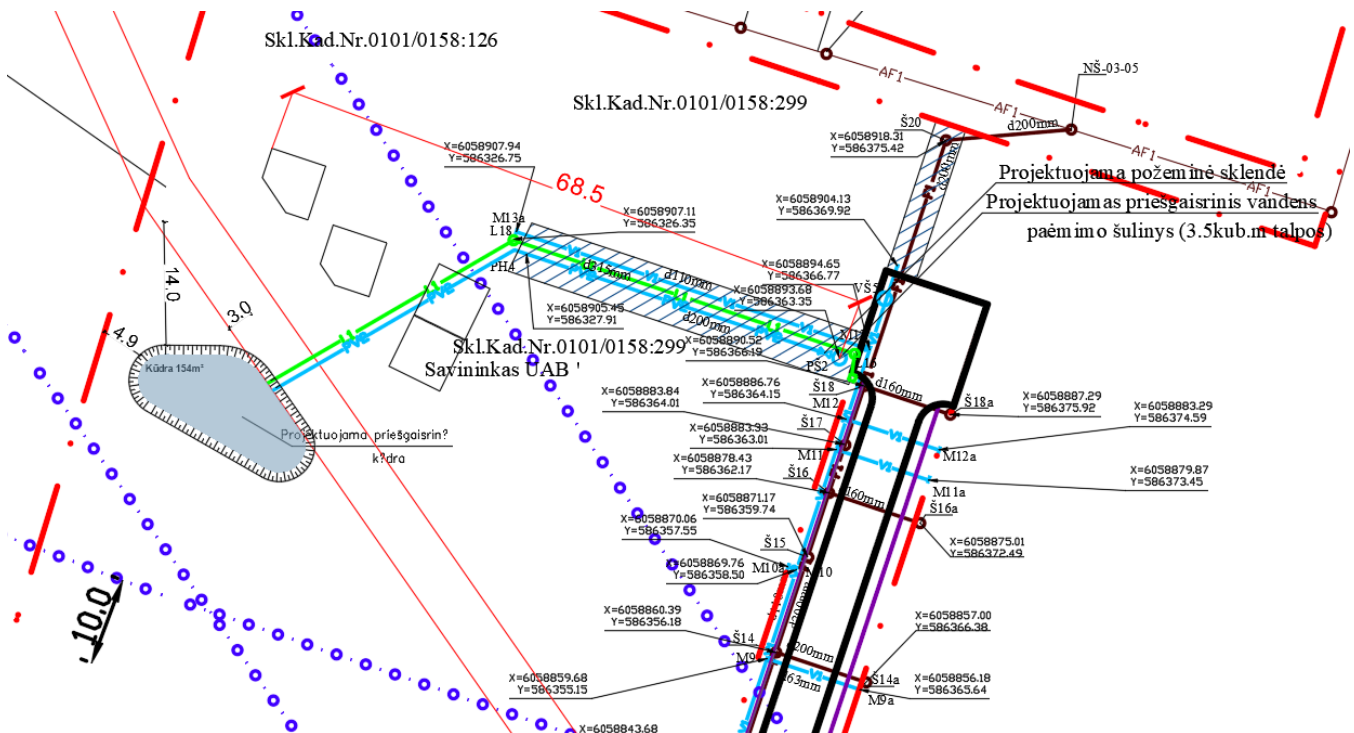 Skl.Kad.Nr.0101/0158:126
Skl.Kad.Nr.0101/0158:299
AF1
NŠ-03-05
AF1
AF1
AF1
Š20
d200mm
d200mm
X=6058918.31
Y=586375.42
X=6058907.94
Y=586326.75
68.5
Projektuojama požeminė sklendė
Projektuojamas priešgaisrinis vandens
paėmimo šulinys (3.5kub.m talpos)
X=6058904.13
Y=586369.92
X=6058907.11
Y=586326.35
M13a
L18
PH4
d315mm
d110mm
d200mm
X=6058894.65
Y=586366.77
X=6058893.68
Y=586363.35
VŠ5
X=6058905.45
Y=586327.91
14.0
3.0
4.9
X=6058890.52
Y=586366.19
Skl.Kad.Nr.0101/0158:299
Savininkas UAB '
PS2
Š18
M12
d160mm
Š18a
Kūdra 154m²
Projektuojama priešgaisrin?
k?dra
X=6058883.84
Y=586364.01
X=6058886.76
Y=586364.15
X=6058887.29
Y=586375.92
X=6058883.29
Y=586374.59
X=6058883.33
Y=586363.01
Š17
M11
M12a
X=6058878.43
Y=586362.17
Š16
M11a
X=6058879.87
Y=586373.45
X=6058871.17
Y=586359.74
Š16a
X=6058870.06
Y=586357.55
Š15
X=6058875.01
Y=586372.49
X=6058869.76
Y=586358.50
M10a
M10
10.0
X=6058860.39
Y=586356.18
d200mm
X=6058857.00
Y=586366.38
Š14
M9
d200mm
d63mm
Š14a
M9a
X=6058859.68
Y=586355.15
X=6058856.18
Y=586365.64
X=6058843.68